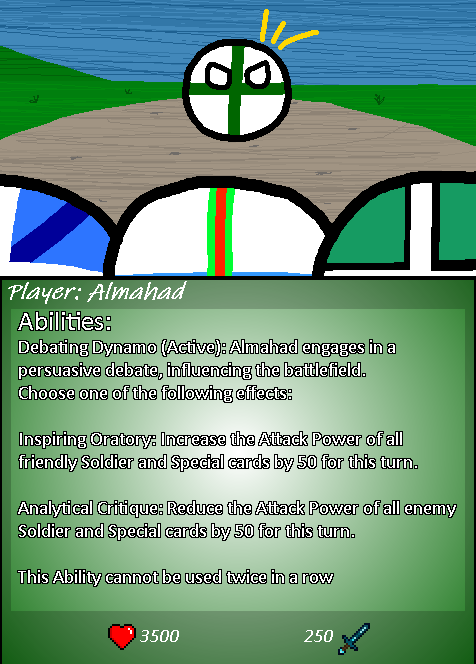 Player: Almahad
Abilities:
Debating Dynamo (Active): Almahad engages in a
persuasive debate, influencing the battlefield.
Choose one of the following effects:
Inspiring Oratory: Increase the Attack Power of all
friendly Soldier and Special cards by 50 for this turn.
Analytical Critique: Reduce the Attack Power of all enemy
Soldier and Special cards by 50 for this turn.
This Ability cannot be used twice in a row
3500 250